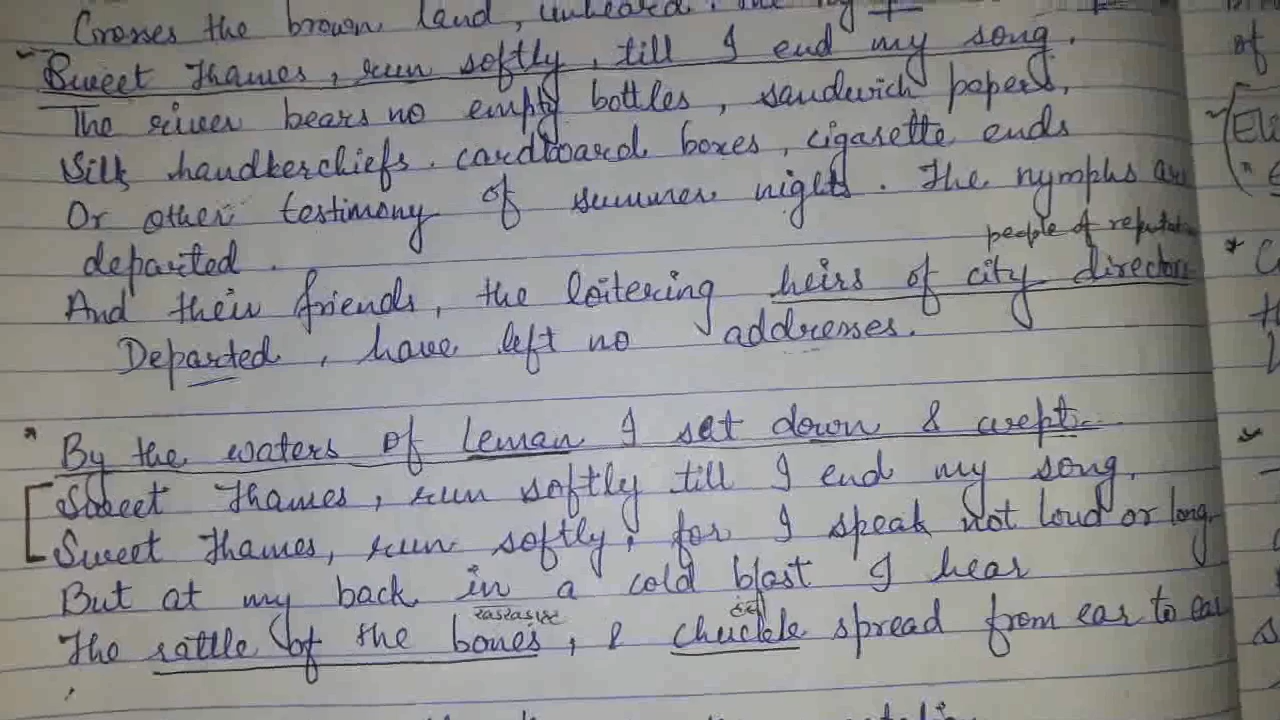 Crosses the brown land, unheard. The ny
Sweet Thames, run softly, till I end my song.
The river bears no empty bottles, sandwich papers,
Silk handkerchiefs. cardboard boxes, cigarette ends
Or other testimony of summer nights. The nymphs are
people of reputation
departed.
And their friends, the loitering heirs of city directors
Departed, have left no addresses.
By the waters of Leman I sat down & wept..
Sweet Thames, run softly till I end my song,
Sweet Thames, run softly, for I speak not loud or long,
But at my back in a cold blast I hear
The rattle of the bones, & chuckle spread from ear to ear
of